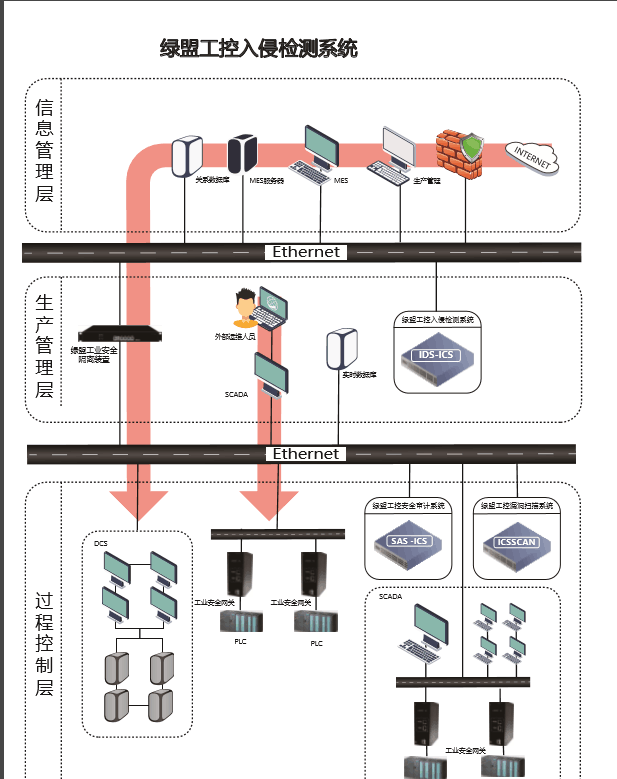 绿盟工控入侵检测系统
信息管理层
INTERNET
关系数据库
MES服务器
MES
生产管理
Ethernet
生产管理层
绿盟工业安全
隔离装置
外部运维人员
SCADA
实时数据库
绿盟工控入侵检测系统
IDS-ICS
Ethernet
过程控制层
DCS
工业安全网关
工业安全网关
PLC
PLC
绿盟工控安全审计系统
SAS -ICS
绿盟工控漏洞扫描系统
ICSSCAN
SCADA
工业安全网关